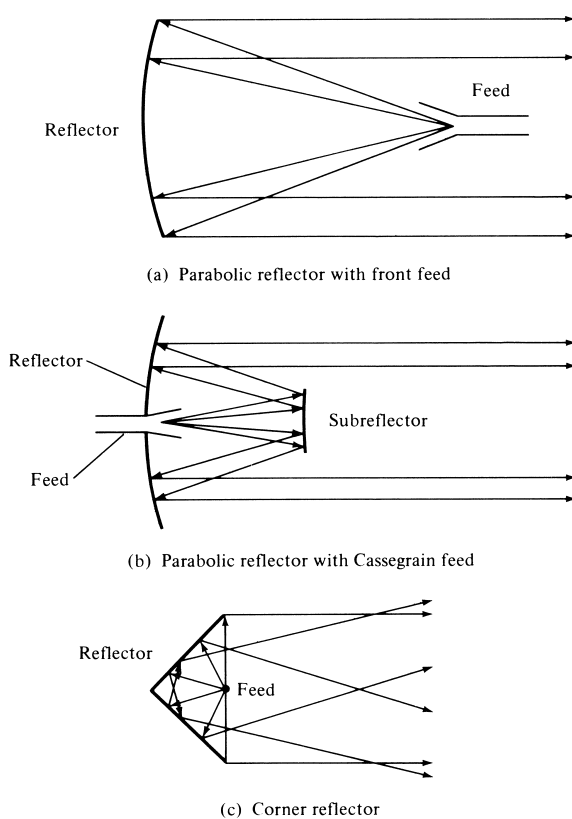 Feed
Reflector
(a) Parabolic reflector with front feed
Reflector
Subreflector
Feed
(b) Parabolic reflector with Cassegrain feed
Reflector
Feed
(c) Corner reflector